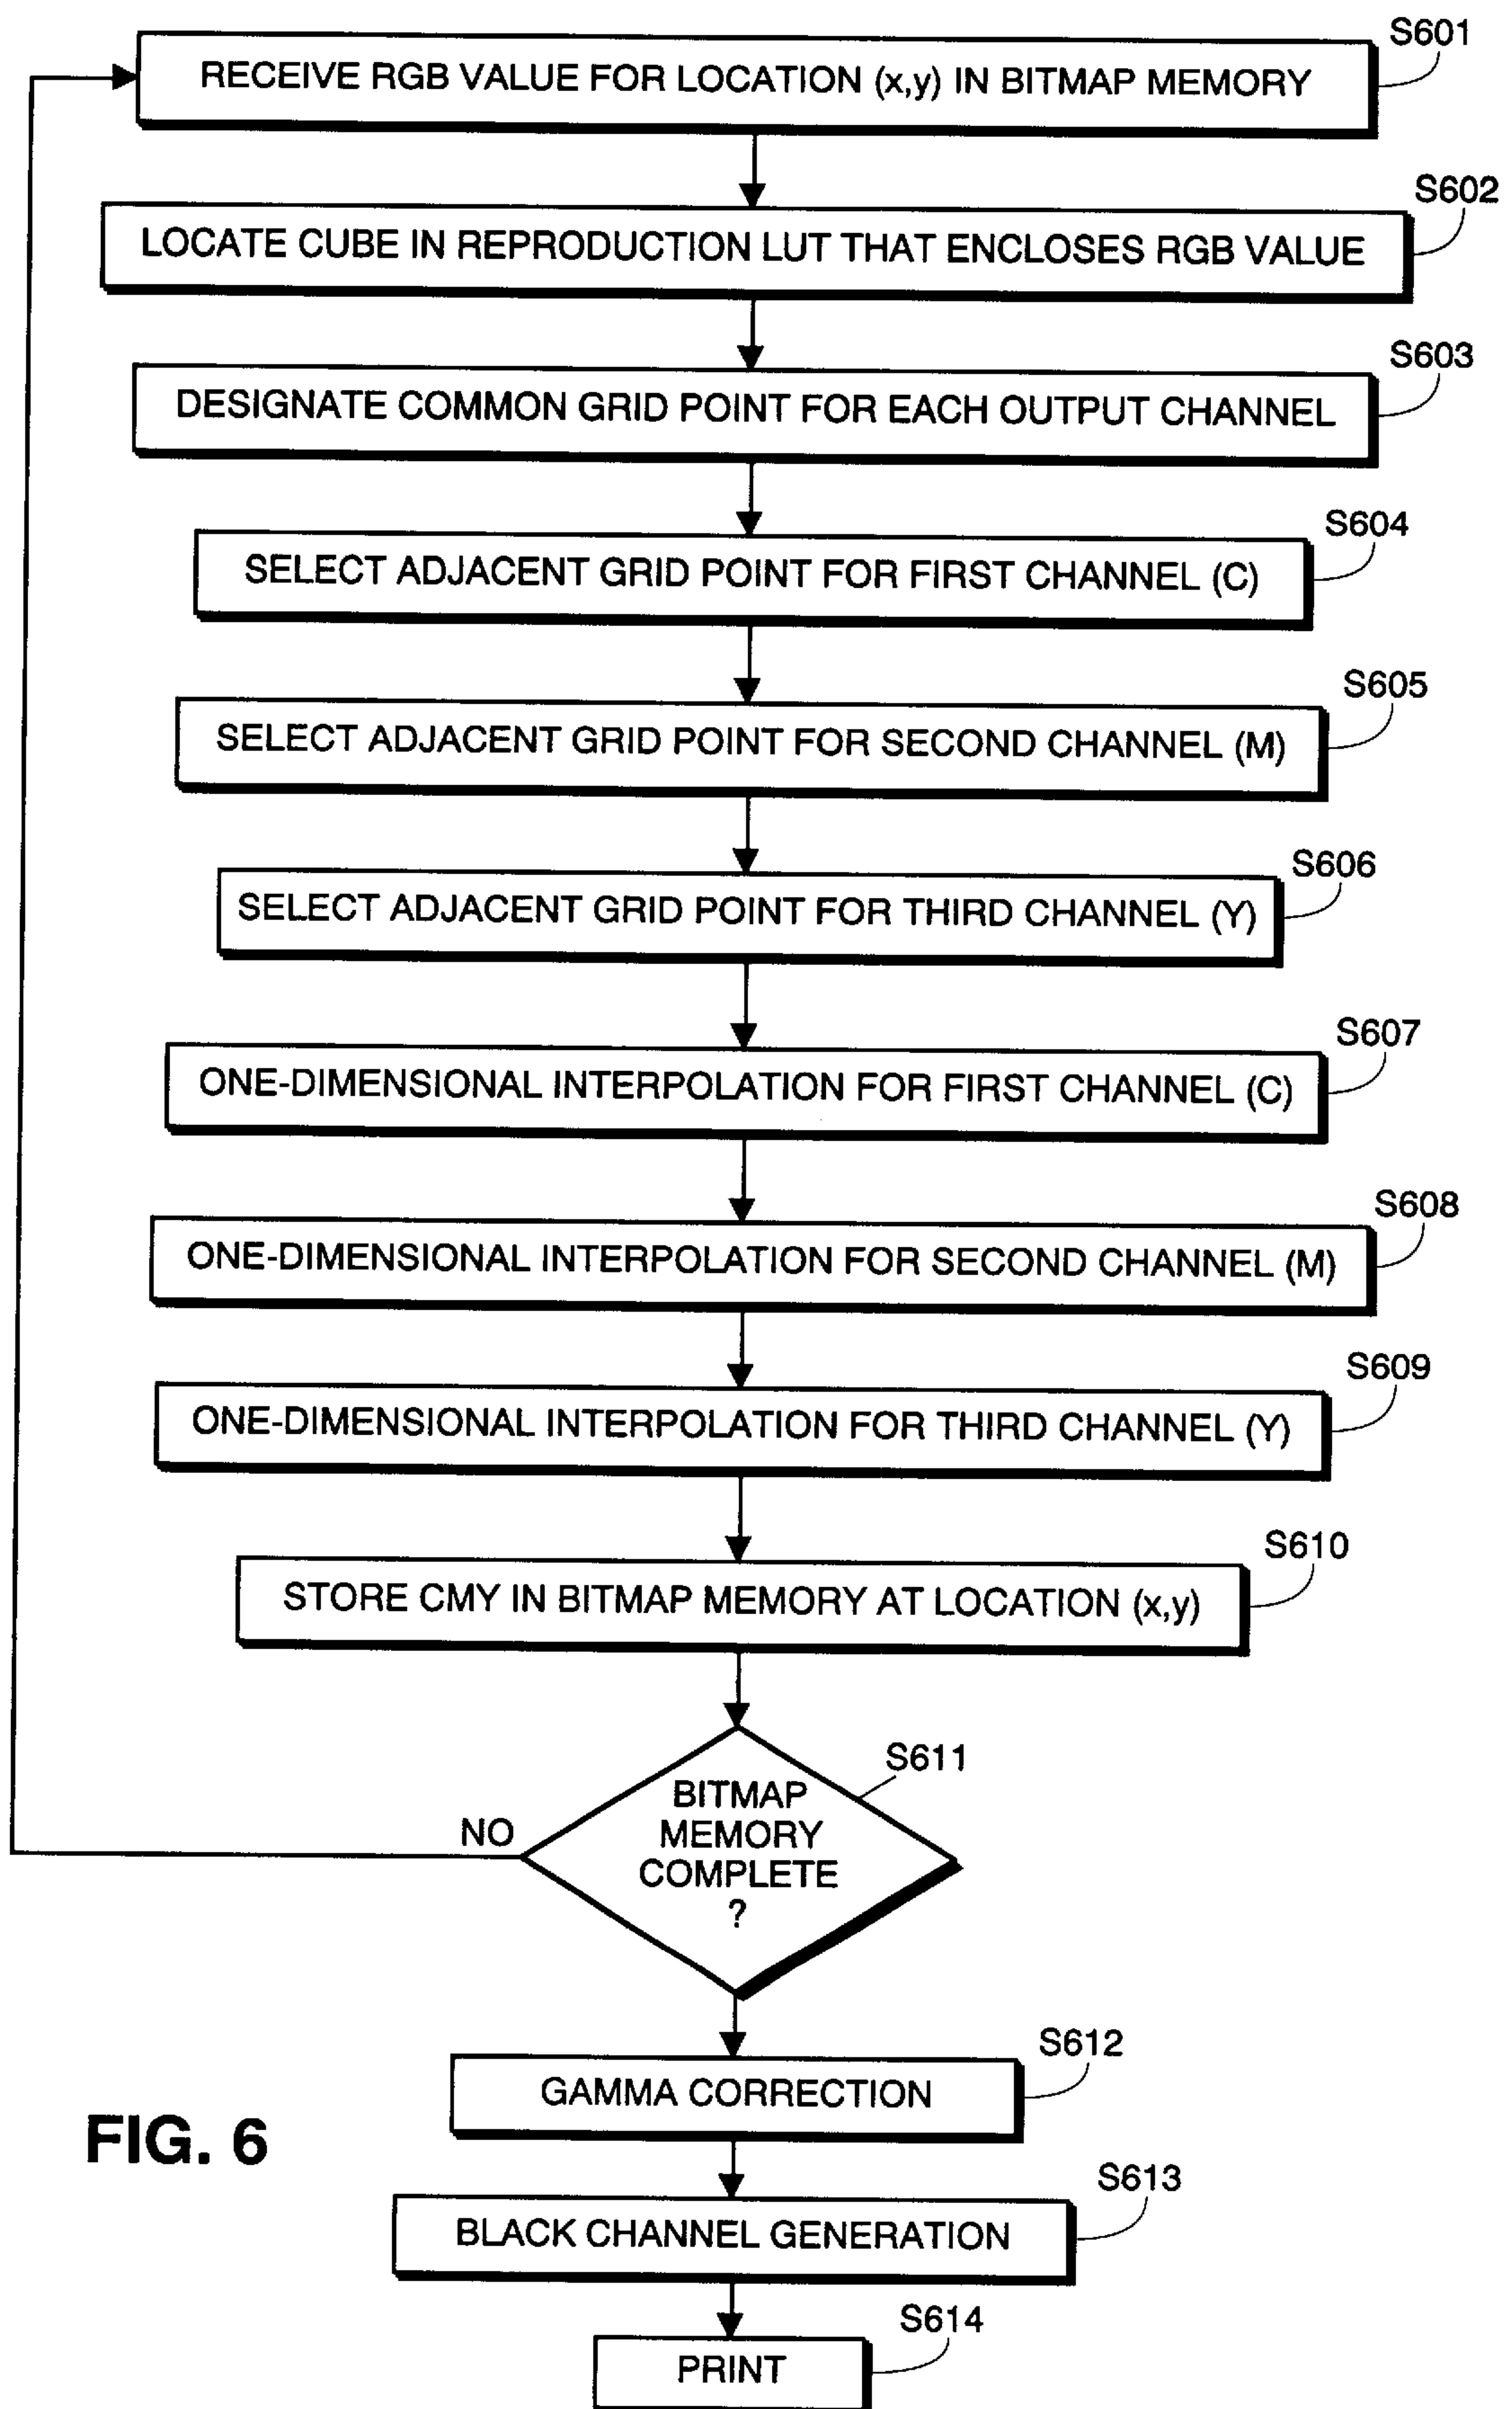 S601
RECEIVE RGB VALUE FOR LOCATION (x,y) IN BITMAP MEMORY
S602
LOCATE CUBE IN REPRODUCTION LUT THAT ENCLOSES RGB VALUE
S603
DESIGNATE COMMON GRID POINT FOR EACH OUTPUT CHANNEL
S604
SELECT ADJACENT GRID POINT FOR FIRST CHANNEL (C)
S605
SELECT ADJACENT GRID POINT FOR SECOND CHANNEL (M)
S606
SELECT ADJACENT GRID POINT FOR THIRD CHANNEL (Y)
S607
ONE-DIMENSIONAL INTERPOLATION FOR FIRST CHANNEL (C)
S608
ONE-DIMENSIONAL INTERPOLATION FOR SECOND CHANNEL (M)
S609
ONE-DIMENSIONAL INTERPOLATION FOR THIRD CHANNEL (Y)
S610
STORE CMY IN BITMAP MEMORY AT LOCATION (x,y)
S611
BITMAP
MEMORY
COMPLETE
?
NO
S612
GAMMA CORRECTION
FIG. 6
S613
BLACK CHANNEL GENERATION
S614
PRINT